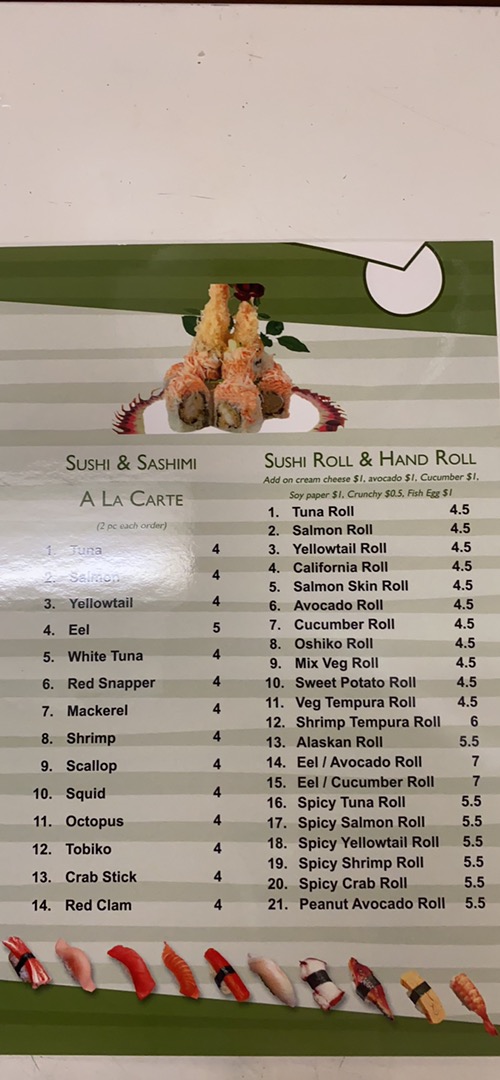 SUSHI & SASHIMI
A LA CARTE
(2 pc each order)
1. Tuna 4
2. Salmon 4
3. Yellowtail 4
4. Eel 5
5. White Tuna 4
6. Red Snapper 4
7. Mackerel 4
8. Shrimp 4
9. Scallop 4
10. Squid 4
11. Octopus 4
12. Tobiko 4
13. Crab Stick 4
14. Red Clam 4
SUSHI ROLL & HAND ROLL
Add on cream cheese $1, avocado $1, Cucumber $1,
Soy paper $1, Crunchy $0.5, Fish Egg $1
1. Tuna Roll 4.5
2. Salmon Roll 4.5
3. Yellowtail Roll 4.5
4. California Roll 4.5
5. Salmon Skin Roll 4.5
6. Avocado Roll 4.5
7. Cucumber Roll 4.5
8. Oshiko Roll 4.5
9. Mix Veg Roll 4.5
10. Sweet Potato Roll 4.5
11. Veg Tempura Roll 4.5
12. Shrimp Tempura Roll 6
13. Alaskan Roll 5.5
14. Eel / Avocado Roll 7
15. Eel / Cucumber Roll 7
16. Spicy Tuna Roll 5.5
17. Spicy Salmon Roll 5.5
18. Spicy Yellowtail Roll 5.5
19. Spicy Shrimp Roll 5.5
20. Spicy Crab Roll 5.5
21. Peanut Avocado Roll 5.5